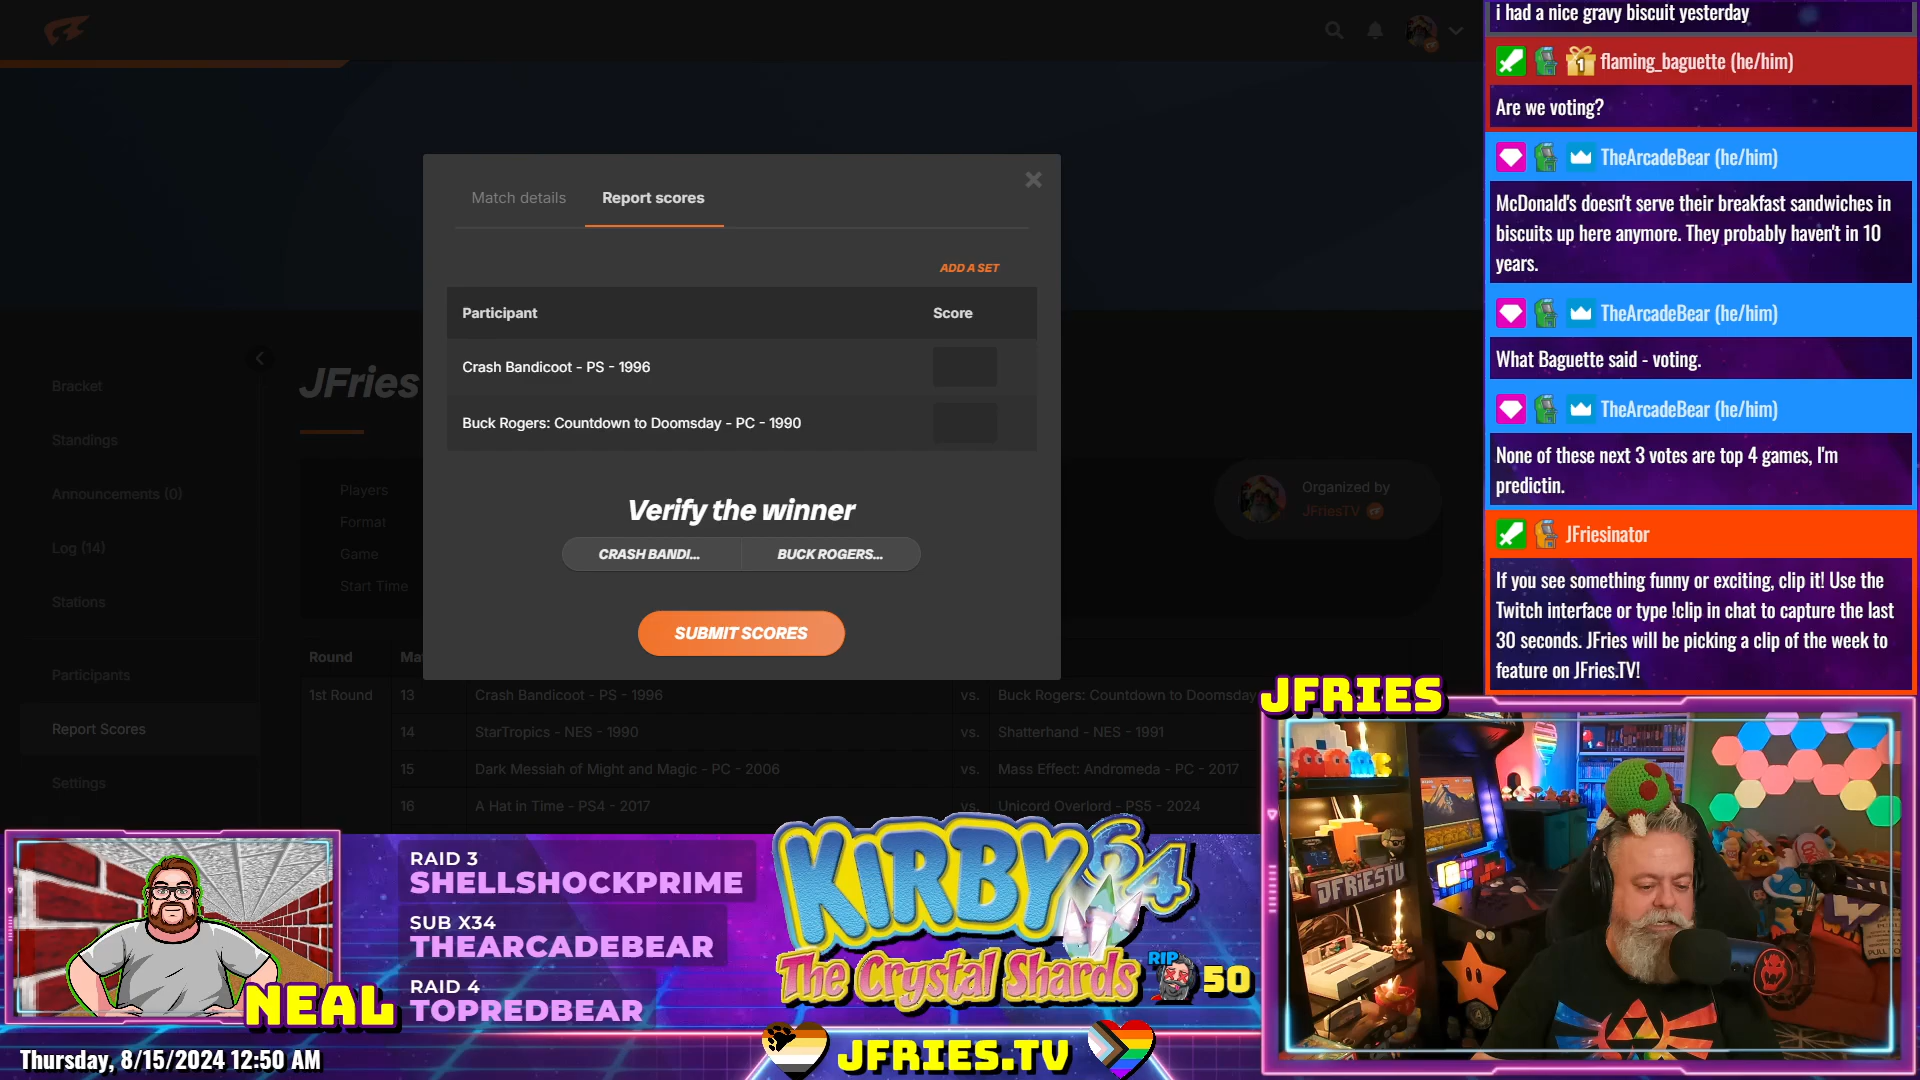 Match details
Report scores
ADD A SET
Participant
Score
Crash Bandicoot - PS - 1996
Buck Rogers: Countdown to Doomsday - PC - 1990
Verify the winner
CRASH BANDI...
BUCK ROGERS...
SUBMIT SCORES
Bracket
Standings
Announcements (0)
Log (14)
Stations
Participants
Report Scores
Settings
JFries
Players
Format
Game
Start Time
Organized by
JFriesTV
Round
Ma
1st Round
13
Crash Bandicoot - PS - 1996
vs.
Buck Rogers: Countdown to Doomsday
14
StarTropics - NES - 1990
vs.
Shatterhand - NES - 1991
15
Dark Messiah of Might and Magic - PC - 2006
vs.
Mass Effect: Andromeda - PC - 2017
16
A Hat in Time - PS4 - 2017
vs.
Unicord Overlord - PS5 - 2024
i had a nice gravy biscuit yesterday
1
flaming_baguette (he/him)
Are we voting?
TheArcadeBear (he/him)
McDonald's doesn't serve their breakfast sandwiches in
biscuits up here anymore. They probably haven't in 10
years.
TheArcadeBear (he/him)
What Baguette said - voting.
TheArcadeBear (he/him)
None of these next 3 votes are top 4 games, I'm
predictin.
JFriesinator
If you see something funny or exciting, clip it! Use the
Twitch interface or type !clip in chat to capture the last
30 seconds. JFries will be picking a clip of the week to
feature on JFries.TV!
JFRIES
JFRIESTV
NEAL
RAID 3
SHELLSHOCKPRIME
SUB X34
THEARCADEBEAR
RAID 4
TOPREDBEAR
KIRBY 64
The Crystal Shards
RIP
50
JFRIES.TV
Thursday, 8/15/2024 12:50 AM